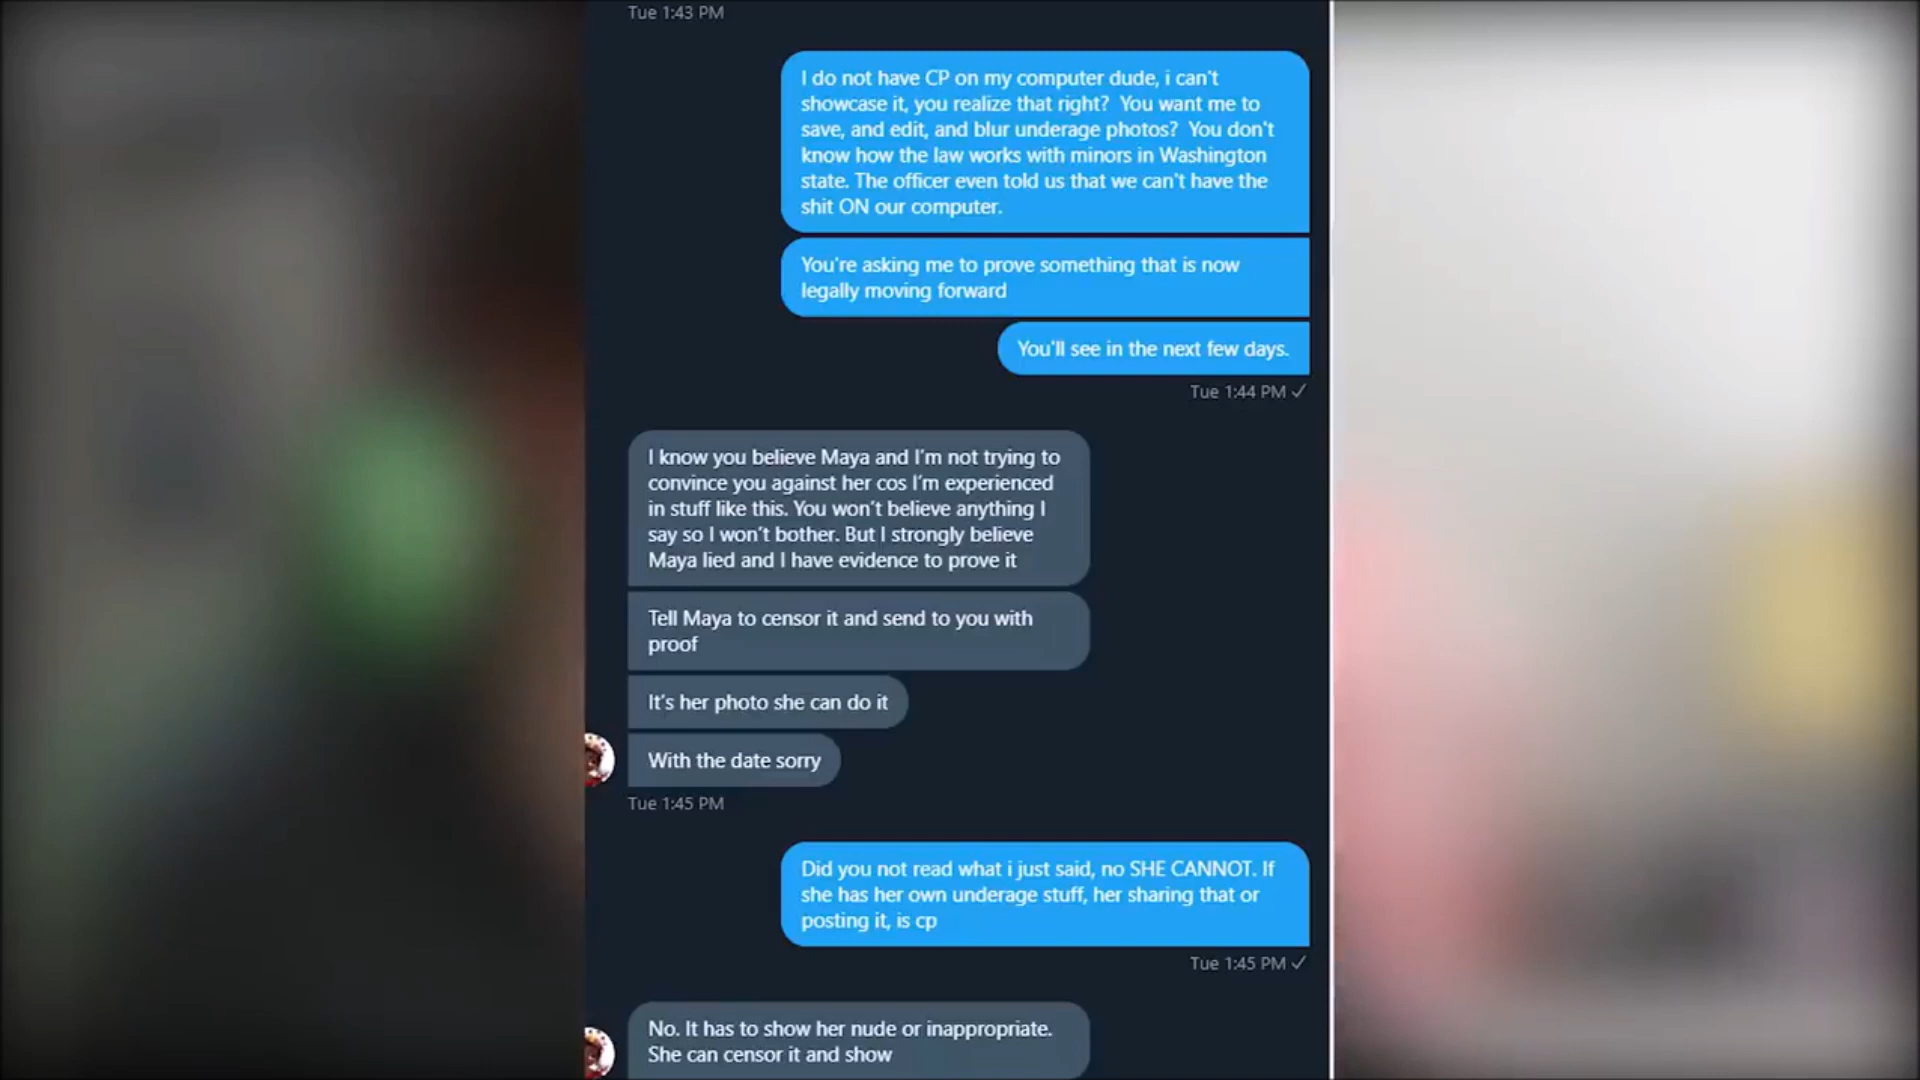 Tue 1:43 PM
I do not have CP on my computer dude, i can't
showcase it, you realize that right?  You want me to
save, and edit, and blur underage photos?  You don't
know how the law works with minors in Washington
state. The officer even told us that we can't have the
shit ON our computer.
You're asking me to prove something that is now
legally moving forward
You'll see in the next few days.
Tue 1:44 PM ✓
I know you believe Maya and I'm not trying to
convince you against her cos I'm experienced
in stuff like this. You won't believe anything I
say so I won't bother. But I strongly believe
Maya lied and I have evidence to prove it
Tell Maya to censor it and send to you with
proof
It's her photo she can do it
With the date sorry
Tue 1:45 PM
Did you not read what i just said, no SHE CANNOT. If
she has her own underage stuff, her sharing that or
posting it, is cp
Tue 1:45 PM ✓
No. It has to show her nude or inappropriate.
She can censor it and show